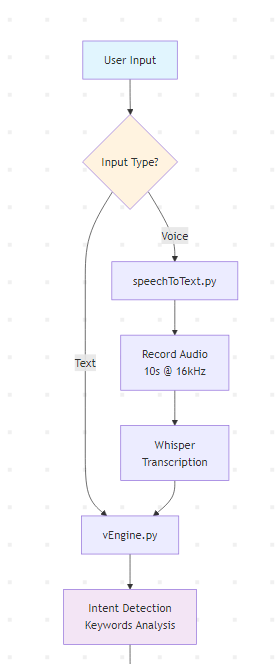 User Input
Input Type?
Voice
speechToText.py
Record Audio
10s @ 16kHz
Text
Whisper
Transcription
vEngine.py
Intent Detection
Keywords Analysis